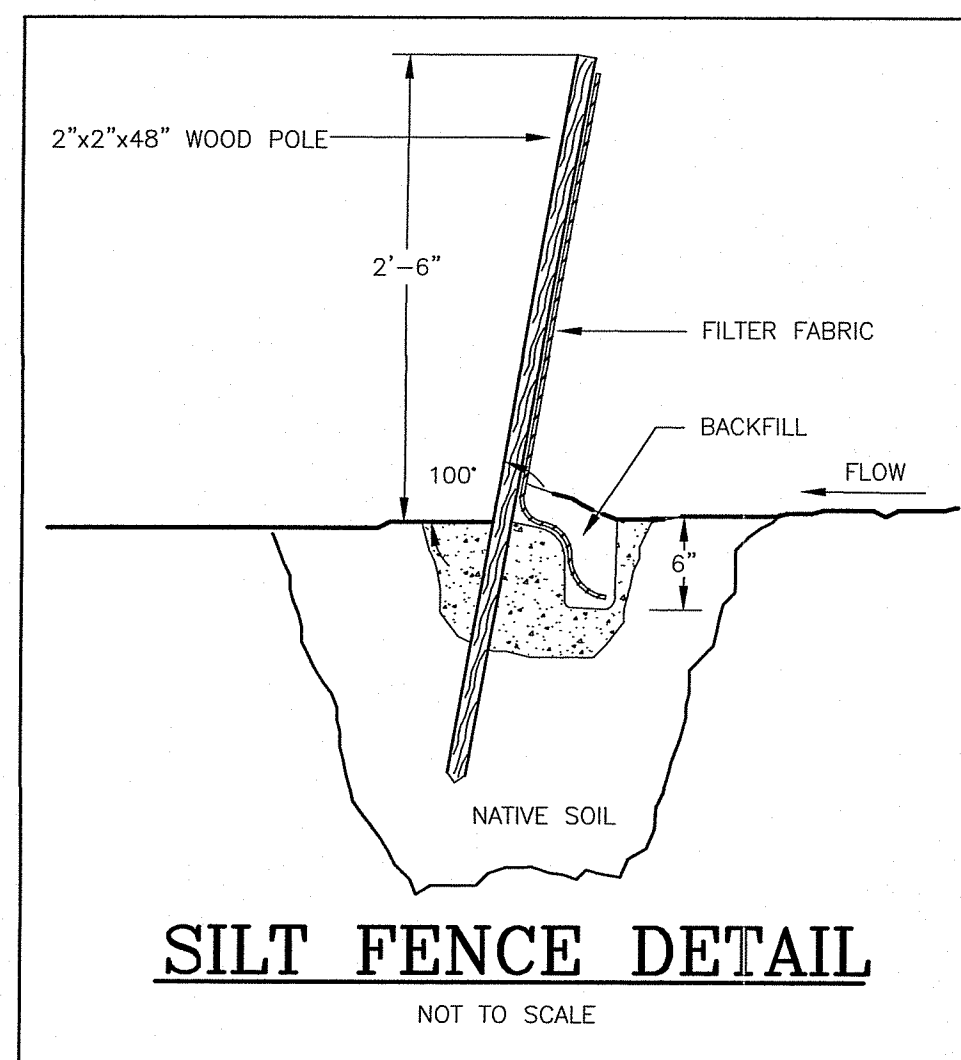 2"x2"x48" WOOD POLE
2'-6"
FILTER FABRIC
BACKFILL
FLOW
100°
6"
NATIVE SOIL
SILT FENCE DETAIL
NOT TO SCALE